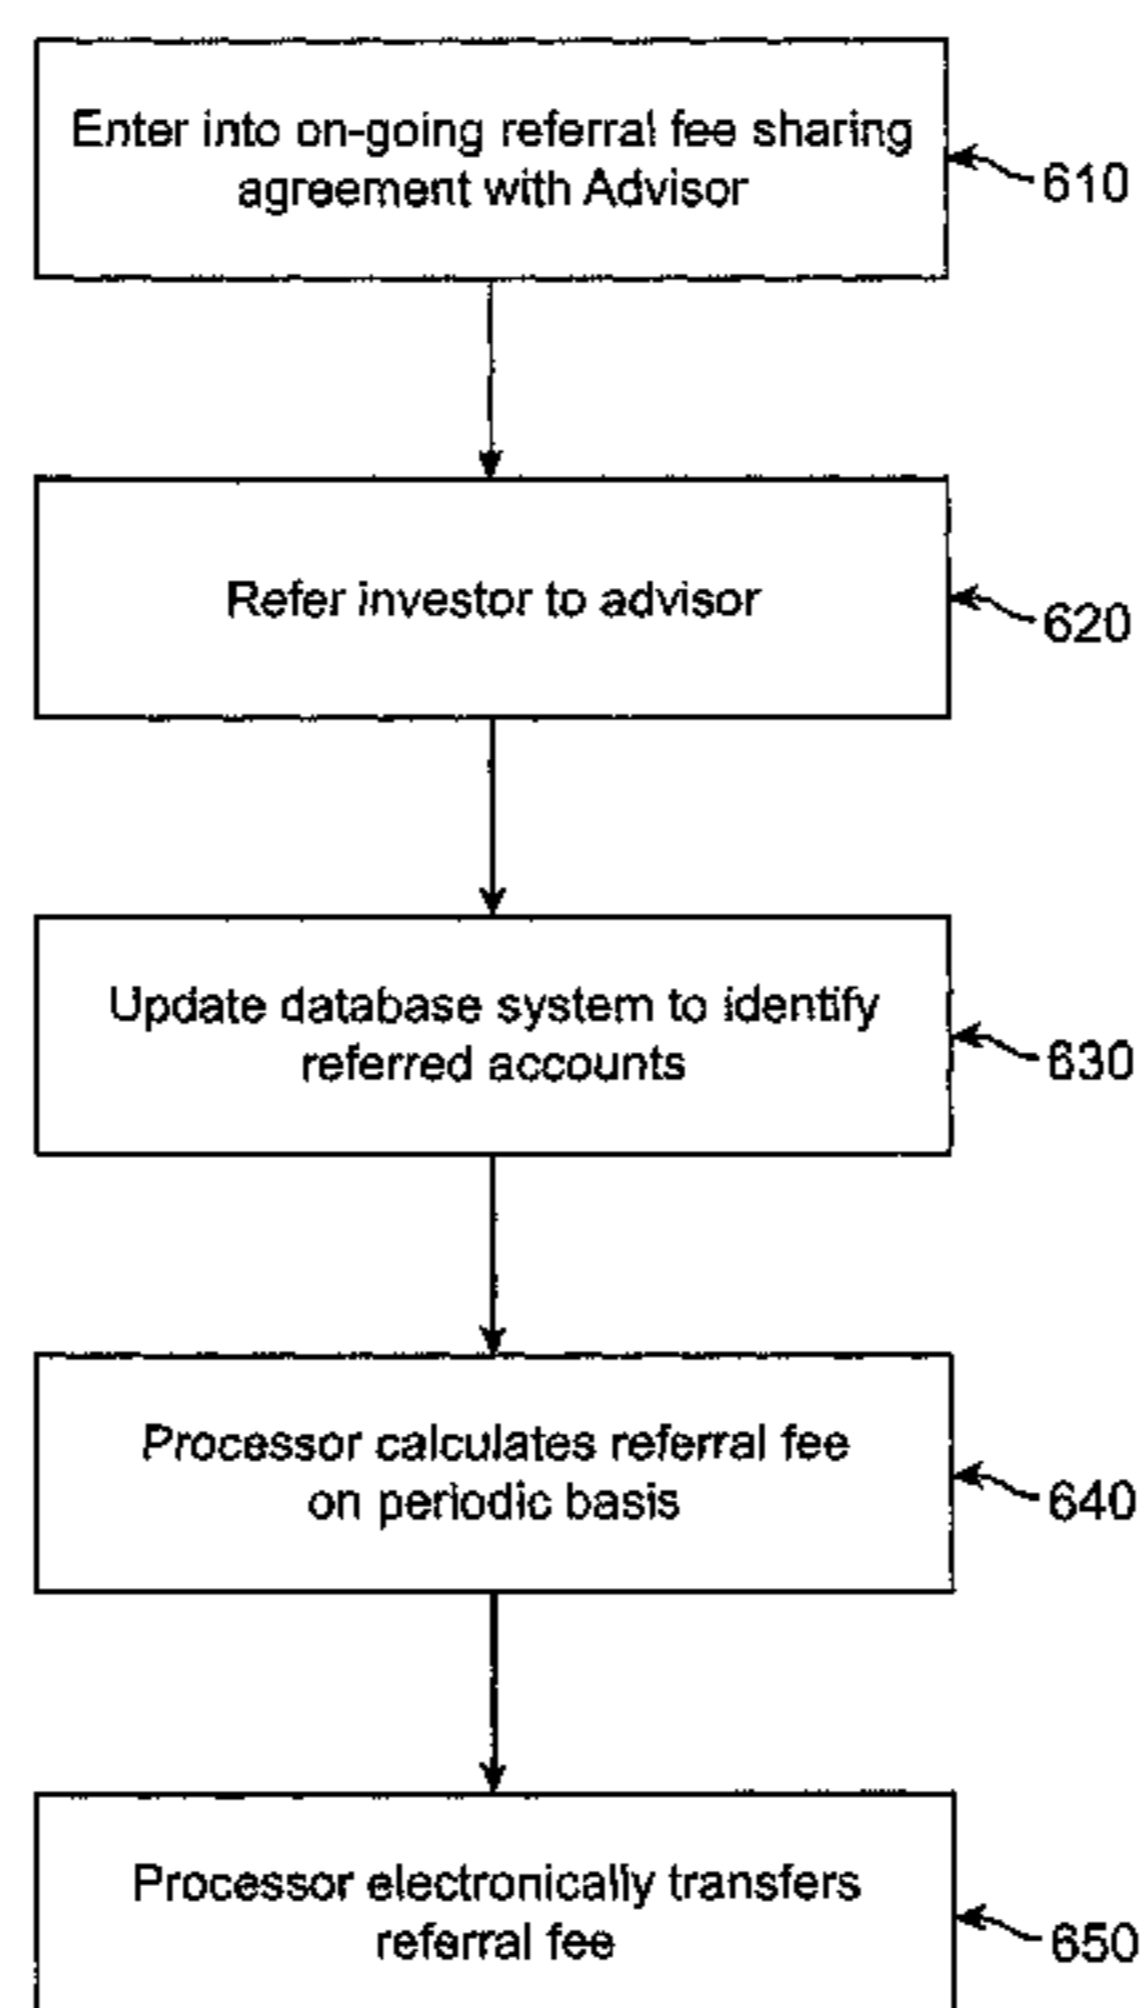 Enter into on-going referral fee sharing
agreement with Advisor
610
Refer investor to advisor
620
Update database system to identify
referred accounts
630
Processor calculates referral fee
on periodic basis
640
Processor electronically transfers
referral fee
650